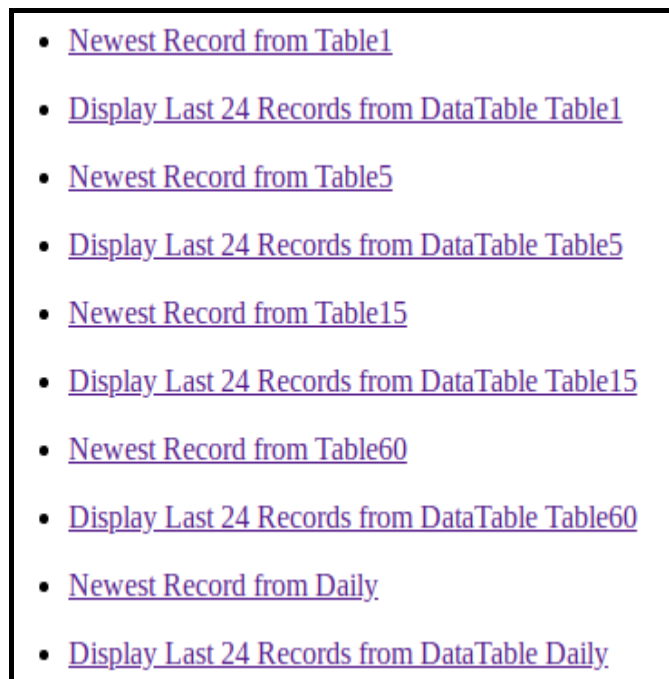 Newest Record from Table1
Display Last 24 Records from DataTable Table1
Newest Record from Table5
Display Last 24 Records from DataTable Table5
Newest Record from Table15
Display Last 24 Records from DataTable Table15
Newest Record from Table60
Display Last 24 Records from DataTable Table60
Newest Record from Daily
Display Last 24 Records from DataTable Daily